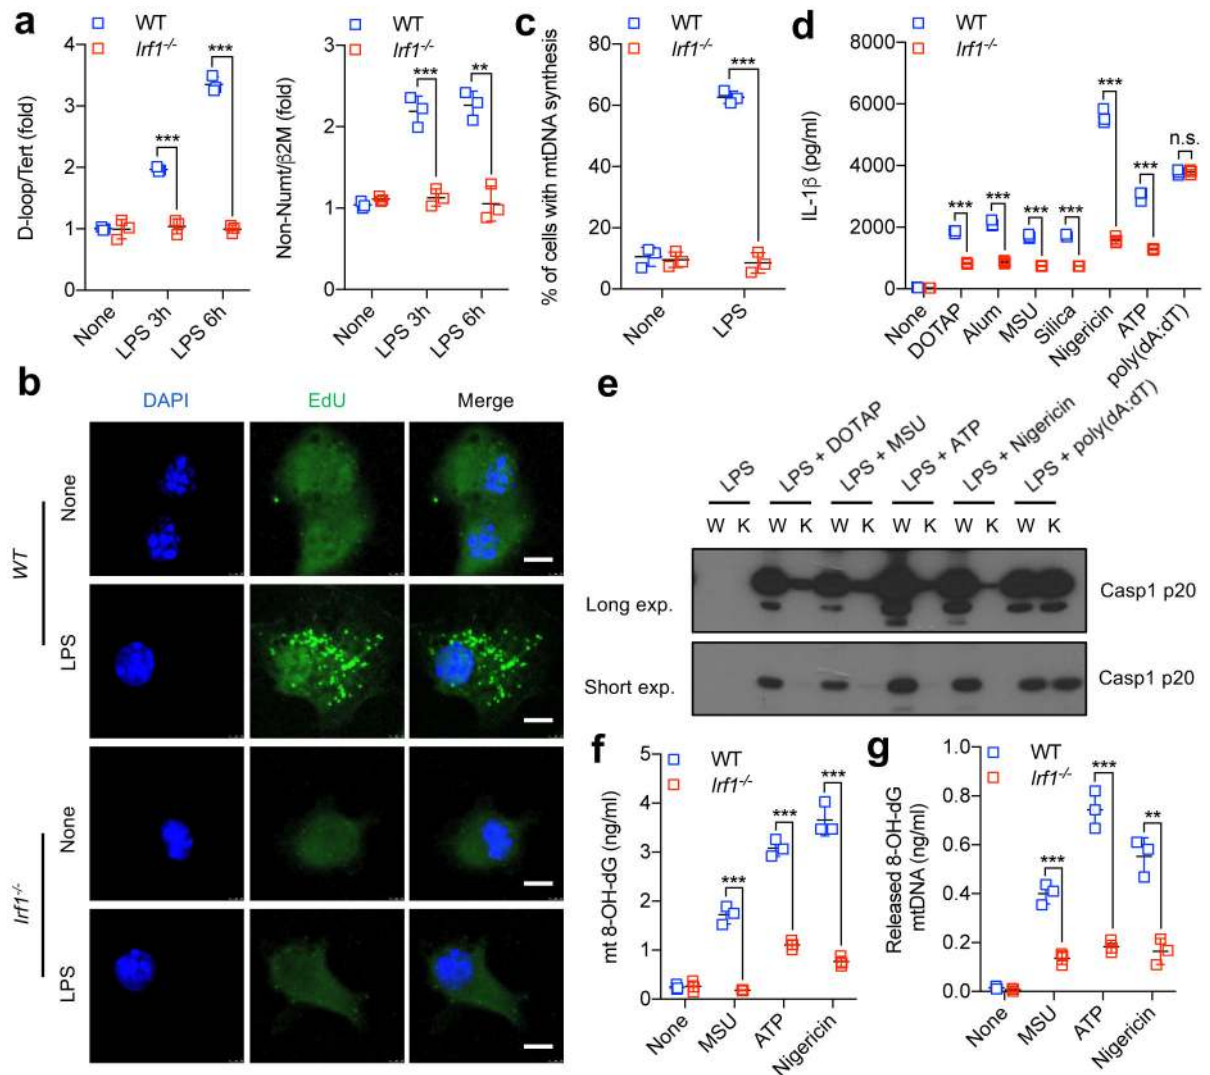 a
WT
Irf1-/-
D-loop/Tert (fold)
4
3
2
1
0
None
LPS 3h
LPS 6h
***
***
WT
Irf1-/-
Non-Numt/β2M (fold)
3
2
1
0
None
LPS 3h
LPS 6h
***
**
c
WT
Irf1-/-
% of cells with mtDNA synthesis
80
60
40
20
0
None
LPS
***
d
WT
Irf1-/-
IL-1β (pg/ml)
8000
6000
4000
2000
0
None
DOTAP
Alum
MSU
Silica
Nigericin
ATP
poly(dA:dT)
***
***
***
***
***
***
n.s.
b
DAPI
EdU
Merge
WT
None
LPS
Irf1-/-
None
LPS
e
LPS
LPS + DOTAP
LPS + MSU
LPS + ATP
LPS + Nigericin
LPS + poly(dA:dT)
W K W K W K W K W K W K
Long exp.
Casp1 p20
Short exp.
Casp1 p20
f
WT
Irf1-/-
mt 8-OH-dG (ng/ml)
5
4
3
2
1
0
None
MSU
ATP
Nigericin
***
***
***
g
WT
Irf1-/-
Released 8-OH-dG
mtDNA (ng/ml)
1.0
0.8
0.6
0.4
0.2
0.0
None
MSU
ATP
Nigericin
***
***
**